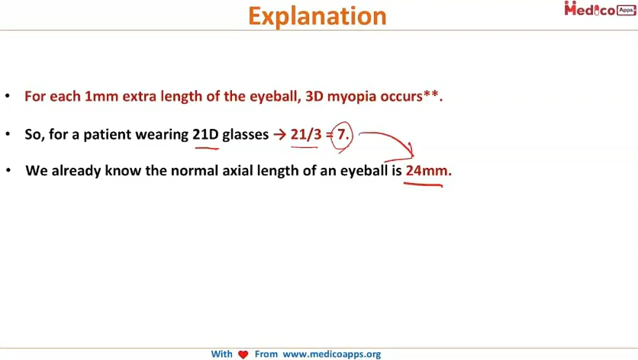 Explanation
Medico Apps
• For each 1mm extra length of the eyeball, 3D myopia occurs**.
• So, for a patient wearing 21D glasses → 21/3 = 7.
• We already know the normal axial length of an eyeball is 24mm.
With ♥ From www.medicoapps.org